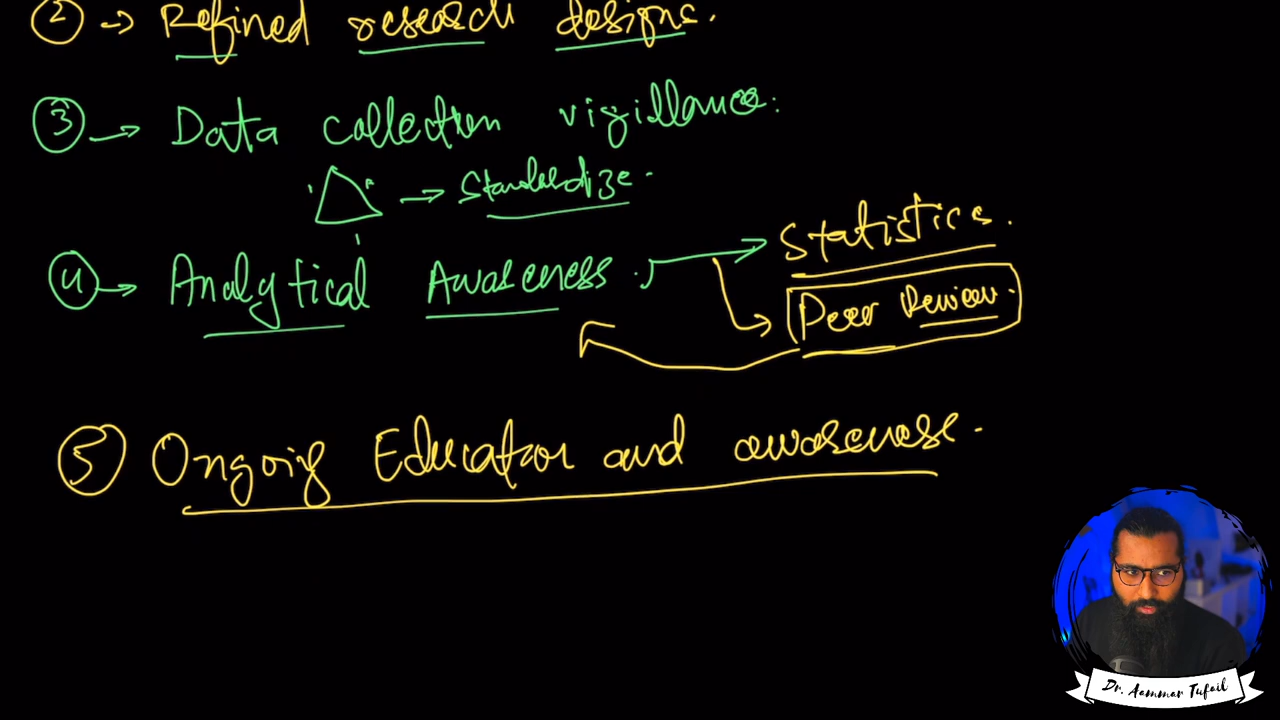 ② → Refined research designs.
③ → Data collection vigillance:
→ Standardize.
④ → Analytical Awareness : → Statistics.
Peer Review.
⑤ Ongoing Education and awareness.
Dr. Aammar Tufail